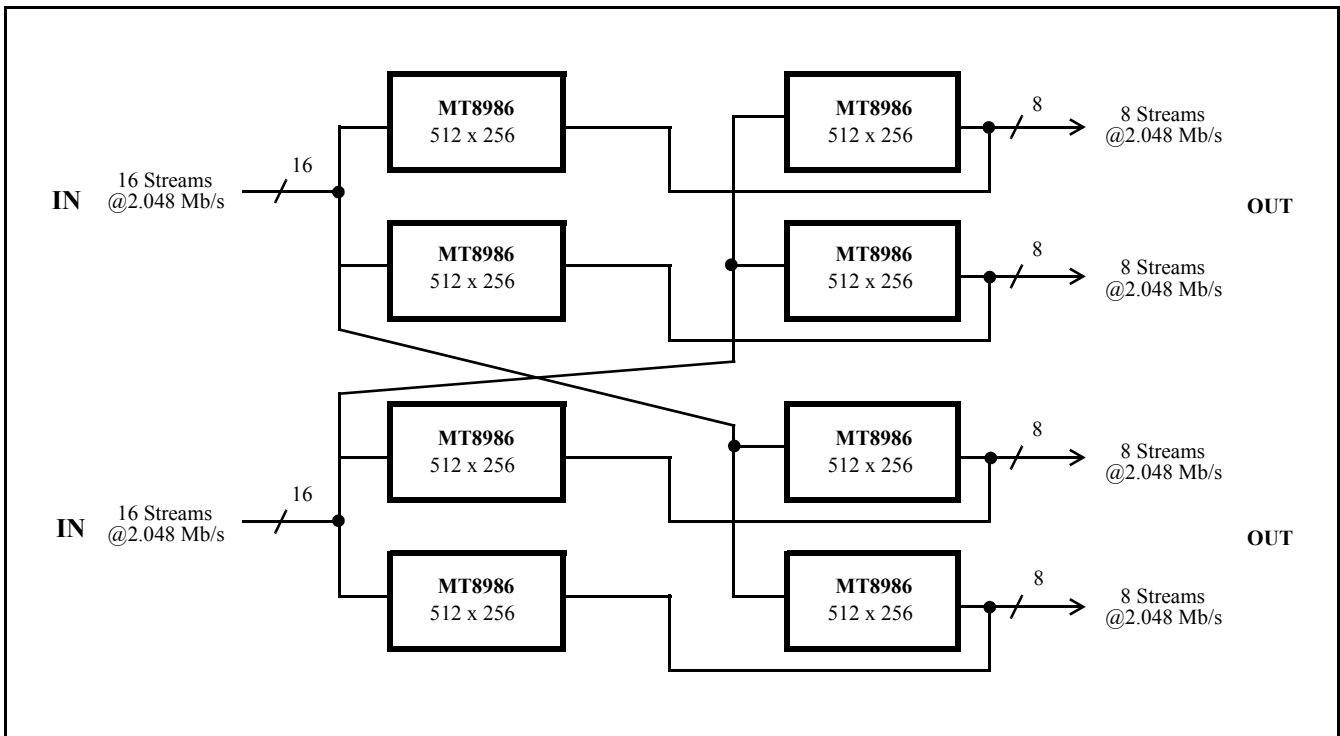 MT8986
512 x 256
MT8986
512 x 256
8
8 Streams
@2.048 Mb/s
16
IN
16 Streams
@2.048 Mb/s
OUT
MT8986
512 x 256
MT8986
512 x 256
8
8 Streams
@2.048 Mb/s
MT8986
512 x 256
MT8986
512 x 256
8
8 Streams
@2.048 Mb/s
16
IN
16 Streams
@2.048 Mb/s
OUT
MT8986
512 x 256
MT8986
512 x 256
8
8 Streams
@2.048 Mb/s